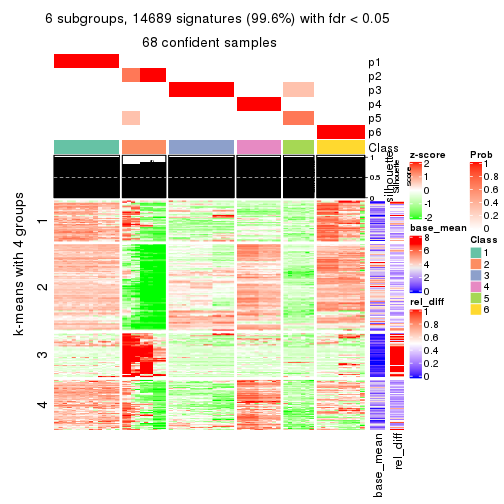 6 subgroups, 14689 signatures (99.6%) with fdr < 0.05
68 confident samples
p1
p2
p3
p4
p5
p6
Class
1
0.5
0
silhouette
Silhouette
score
k-means with 4 groups
1
2
3
4
base_mean
rel_diff
z-score
2
1
0
-1
-2
base_mean
8
6
4
2
0
rel_diff
1
0.8
0.6
0.4
0.2
0
Prob
1
0.8
0.6
0.4
0.2
0
Class
1
2
3
4
5
6